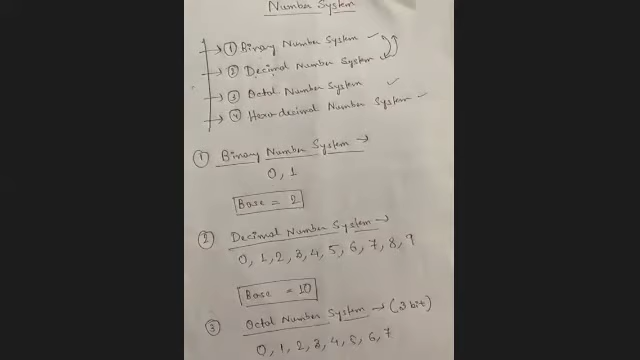 Number System
→ ① Binary Number System ✓
→ ② Decimal Number System
→ ③ Octal Number System ✓
→ ④ Hexadecimal Number System ✓
① Binary Number System →
0, 1
Base = 2
② Decimal Number System →
0, 1, 2, 3, 4, 5, 6, 7, 8, 9
Base = 10
③ Octal Number System → (3 bit)
0, 1, 2, 3, 4, 5, 6, 7